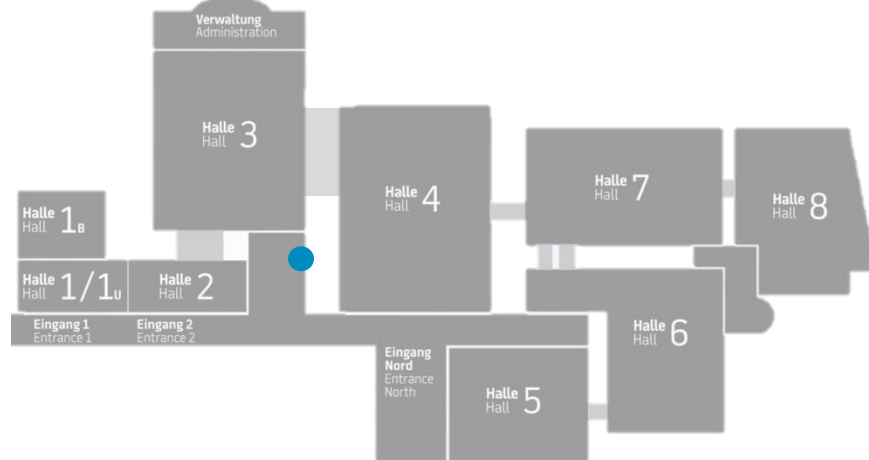 Verwaltung
Administration
Halle
Hall 3
Halle
Hall 4
Halle
Hall 7
Halle
Hall 8
Halle
Hall 1B
Halle
Hall 1/1U
Halle
Hall 2
Eingang 1
Entrance 1
Eingang 2
Entrance 2
Halle
Hall 6
Eingang
Nord
Entrance
North
Halle
Hall 5